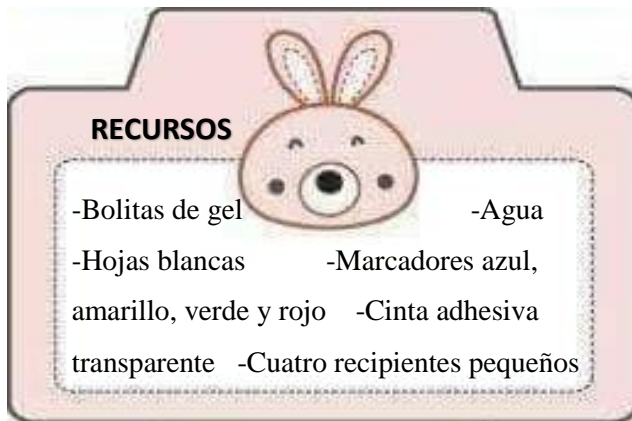 RECURSOS
-Bolitas de gel -Agua
-Hojas blancas -Marcadores azul,
amarillo, verde y rojo -Cinta adhesiva
transparente -Cuatro recipientes pequeños